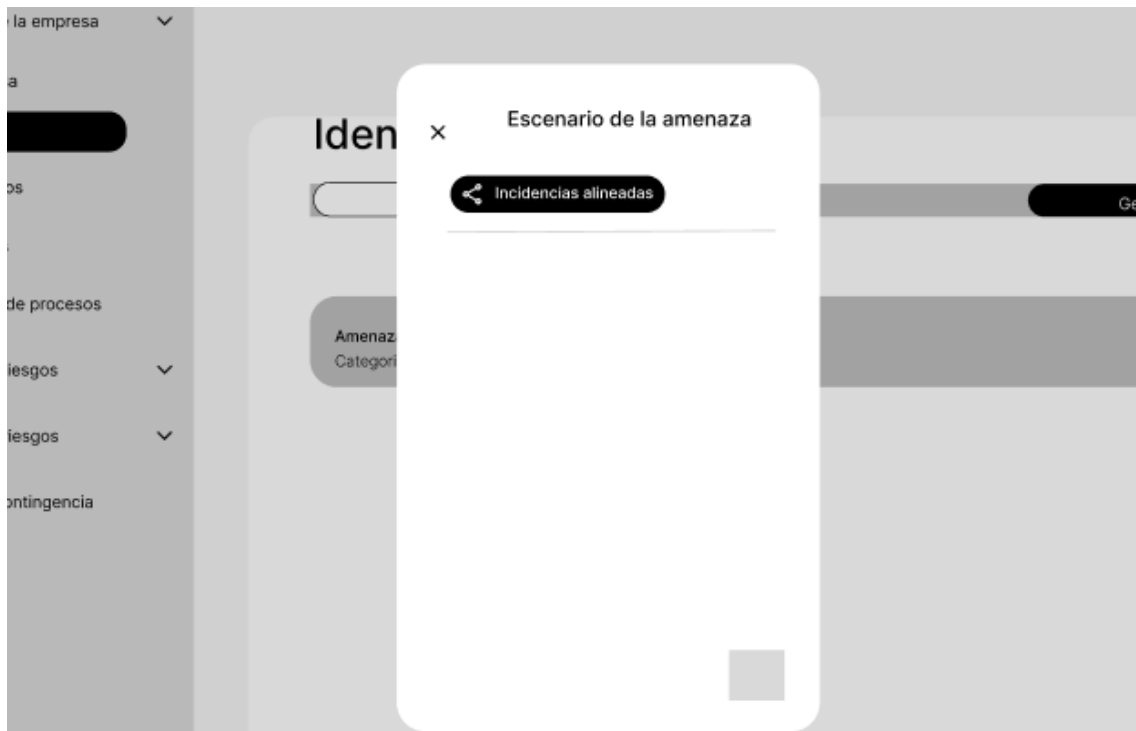 la empresa
a
os
s
de procesos
iesgos
iesgos
ontingencia
Iden
Ge
Amenaz
Categori
Escenario de la amenaza
Incidencias alineadas